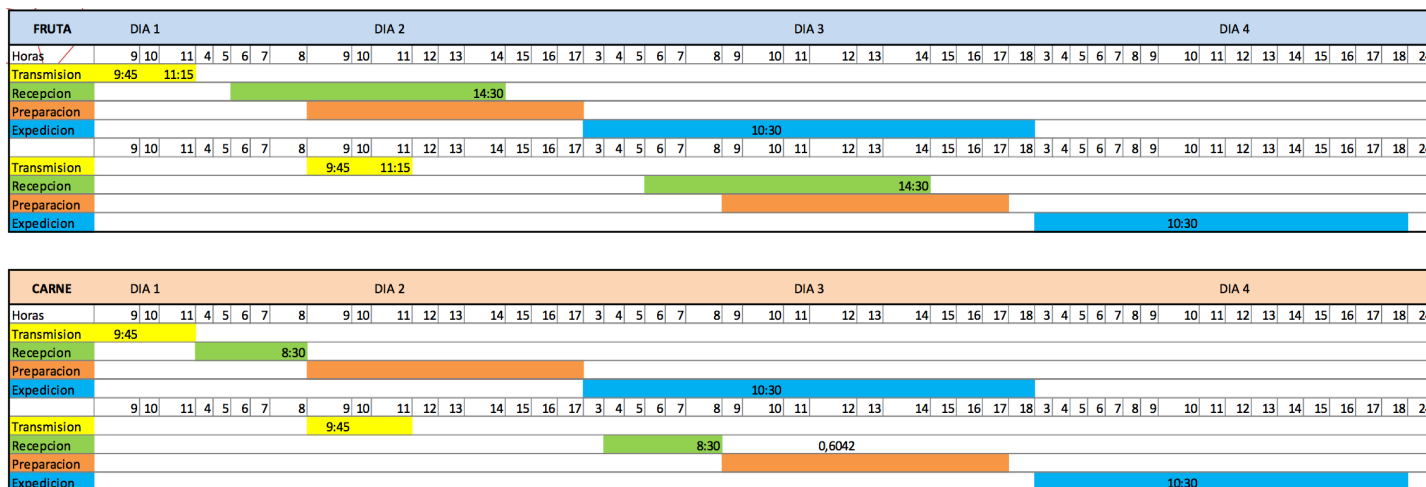 FRUTA DIA 1 DIA 2 DIA 3 DIA 4
Horas 9 10 11 4 5 6 7 8 9 10 11 12 13 14 15 16 17 3 4 5 6 7 8 9 10 11 12 13 14 15 16 17 18 3 4 5 6 7 8 9 10 11 12 13 14 15 16 17 18
Transmision 9:45 11:15
Recepcion 14:30
Preparacion
Expedicion 10:30
9 10 11 4 5 6 7 8 9 10 11 12 13 14 15 16 17 3 4 5 6 7 8 9 10 11 12 13 14 15 16 17 18 3 4 5 6 7 8 9 10 11 12 13 14 15 16 17 18
Transmision 9:45 11:15
Recepcion 14:30
Preparacion
Expedicion 10:30
CARNE DIA 1 DIA 2 DIA 3 DIA 4
Horas 9 10 11 4 5 6 7 8 9 10 11 12 13 14 15 16 17 3 4 5 6 7 8 9 10 11 12 13 14 15 16 17 18 3 4 5 6 7 8 9 10 11 12 13 14 15 16 17 18
Transmision 9:45
Recepcion 8:30
Preparacion
Expedicion 10:30
9 10 11 4 5 6 7 8 9 10 11 12 13 14 15 16 17 3 4 5 6 7 8 9 10 11 12 13 14 15 16 17 18 3 4 5 6 7 8 9 10 11 12 13 14 15 16 17 18
Transmision 9:45
Recepcion 8:30 0,6042
Preparacion
Expedicion 10:30